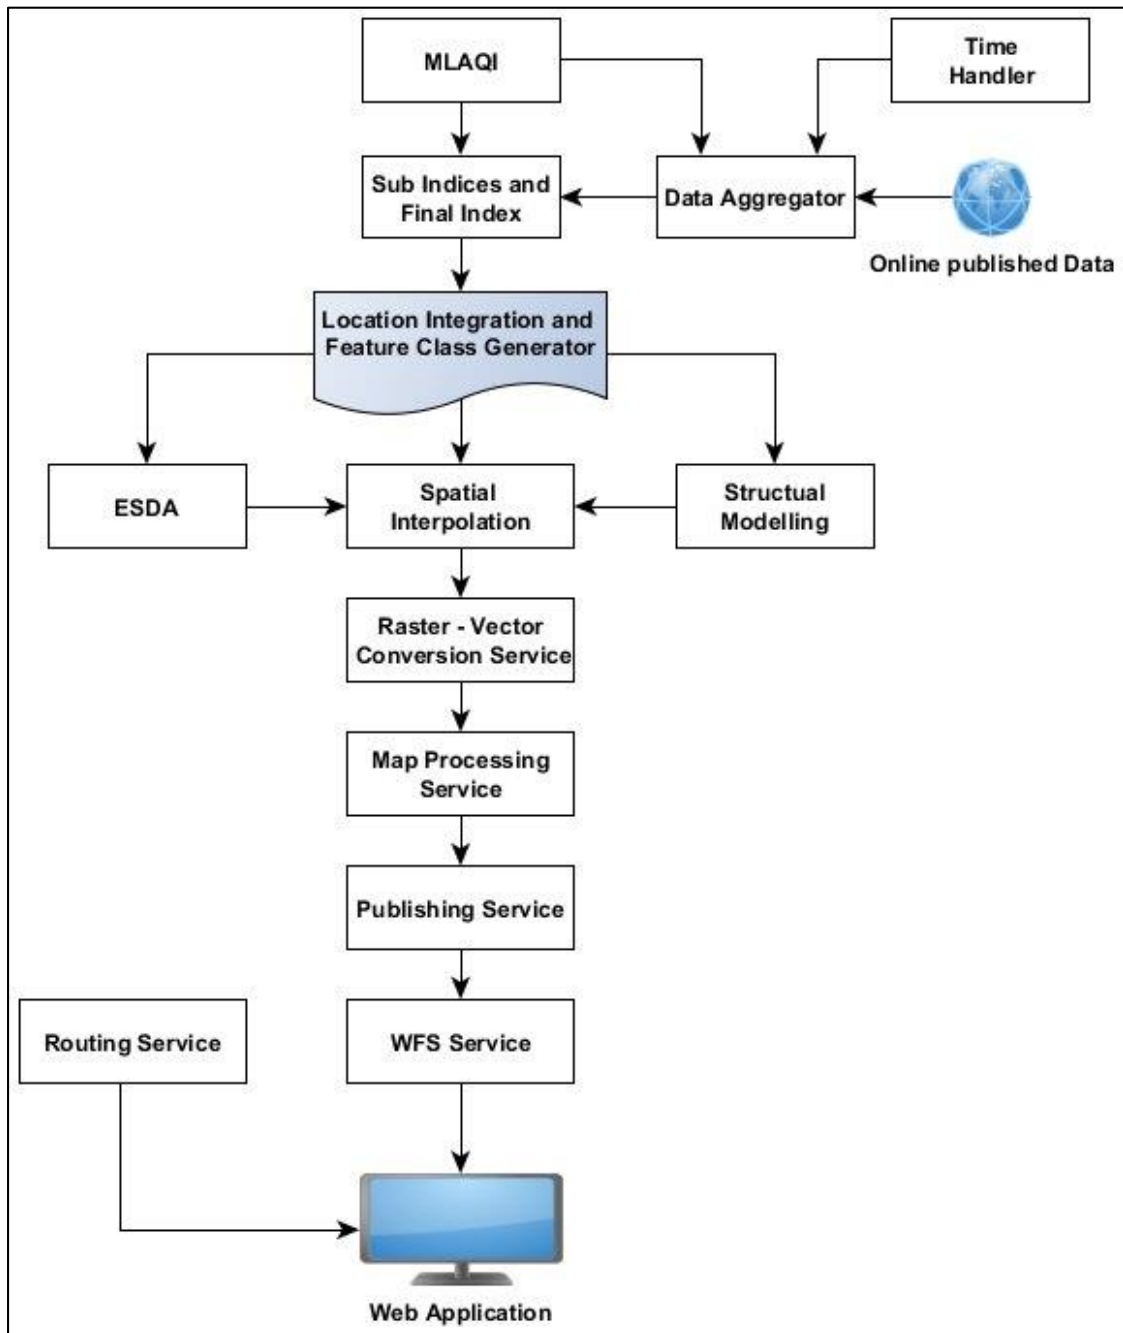 MLAQI
Time
Handler
Sub Indices and
Final Index
Data Aggregator
Online published Data
Location Integration and
Feature Class Generator
ESDA
Spatial
Interpolation
Structual
Modelling
Raster - Vector
Conversion Service
Map Processing
Service
Publishing Service
Routing Service
WFS Service
Web Application